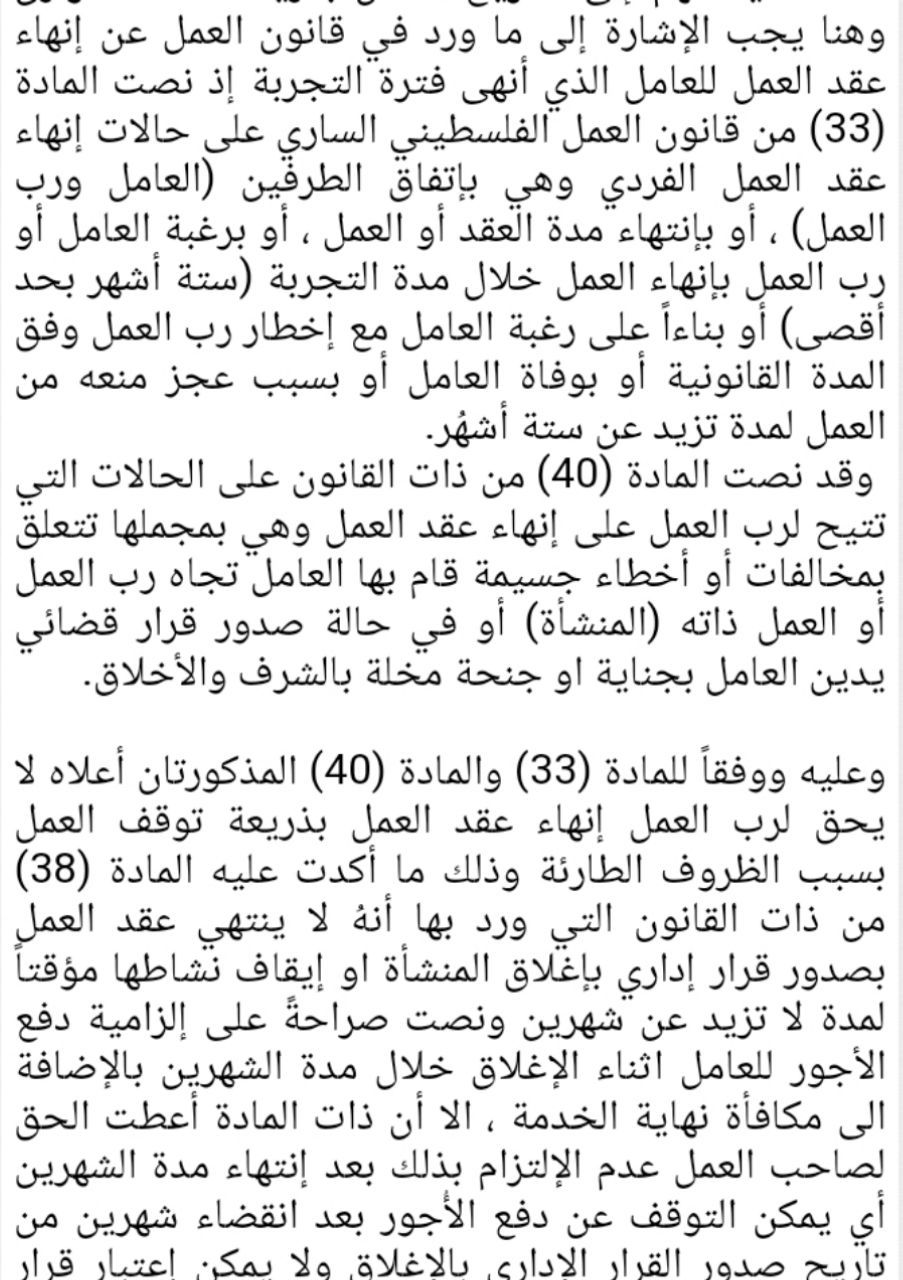 وهنا يجب الإشارة إلى ما ورد في قانون العمل عن إنهاء
عقد العمل للعامل الذي أنهى فترة التجربة إذ نصت المادة
(33) من قانون العمل الفلسطيني الساري على حالات إنهاء
عقد العمل الفردي وهي بإتفاق الطرفين (العامل ورب
العمل) ، أو بإنتهاء مدة العقد أو العمل ، أو برغبة العامل أو
رب العمل بإنهاء العمل خلال مدة التجربة (ستة أشهر بحد
أقصى) أو بناءاً على رغبة العامل مع إخطار رب العمل وفق
المدة القانونية أو بوفاة العامل أو بسبب عجز منعه من
العمل لمدة تزيد عن ستة أشهُر.
وقد نصت المادة (40) من ذات القانون على الحالات التي
تتيح لرب العمل على إنهاء عقد العمل وهي بمجملها تتعلق
بمخالفات أو أخطاء جسيمة قام بها العامل تجاه رب العمل
أو العمل ذاته (المنشأة) أو في حالة صدور قرار قضائي
يدين العامل بجناية او جنحة مخلة بالشرف والأخلاق.
وعليه ووفقاً للمادة (33) والمادة (40) المذكورتان أعلاه لا
يحق لرب العمل إنهاء عقد العمل بذريعة توقف العمل
بسبب الظروف الطارئة وذلك ما أكدت عليه المادة (38)
من ذات القانون التي ورد بها أنهُ لا ينتهي عقد العمل
بصدور قرار إداري بإغلاق المنشأة او إيقاف نشاطها مؤقتاً
لمدة لا تزيد عن شهرين ونصت صراحةً على إلزامية دفع
الأجور للعامل اثناء الإغلاق خلال مدة الشهرين بالإضافة
الى مكافأة نهاية الخدمة ، الا أن ذات المادة أعطت الحق
لصاحب العمل عدم الإلتزام بذلك بعد إنتهاء مدة الشهرين
أي يمكن التوقف عن دفع الأجور بعد انقضاء شهرين من
تاريخ صدور القرار الإداري بالإغلاق ولا يمكن إعتبار قرار